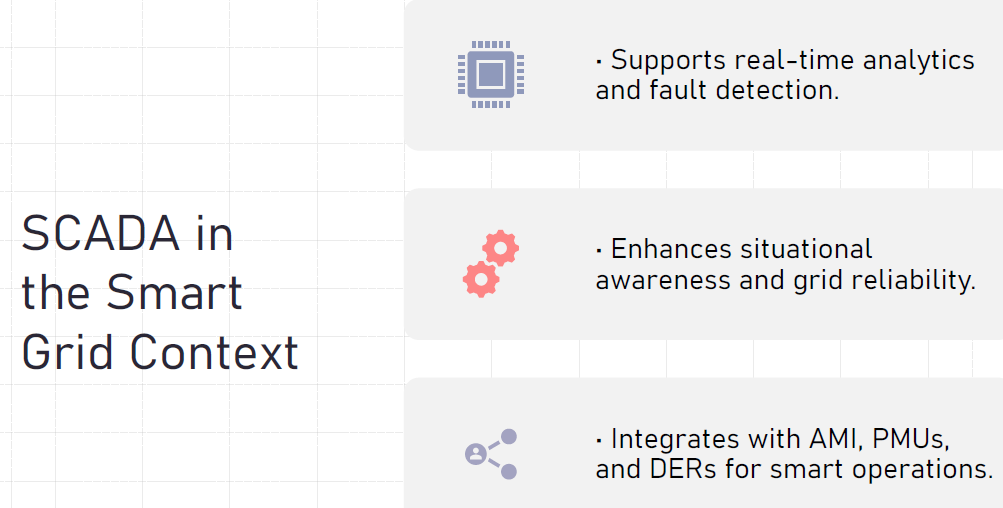 SCADA in
the Smart
Grid Context
· Supports real-time analytics
and fault detection.
· Enhances situational
awareness and grid reliability.
· Integrates with AMI, PMUs,
and DERs for smart operations.